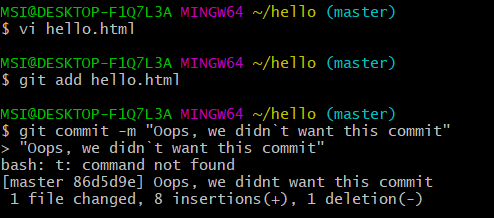 MSI@DESKTOP-F1Q7L3A MINGW64 ~/hello (master)
$ vi hello.html
MSI@DESKTOP-F1Q7L3A MINGW64 ~/hello (master)
$ git add hello.html
MSI@DESKTOP-F1Q7L3A MINGW64 ~/hello (master)
$ git commit -m "Oops, we didn`t want this commit"
> "Oops, we didn`t want this commit"
bash: t: command not found
[master 86d5d9e] Oops, we didnt want this commit
 1 file changed, 8 insertions(+), 1 deletion(-)